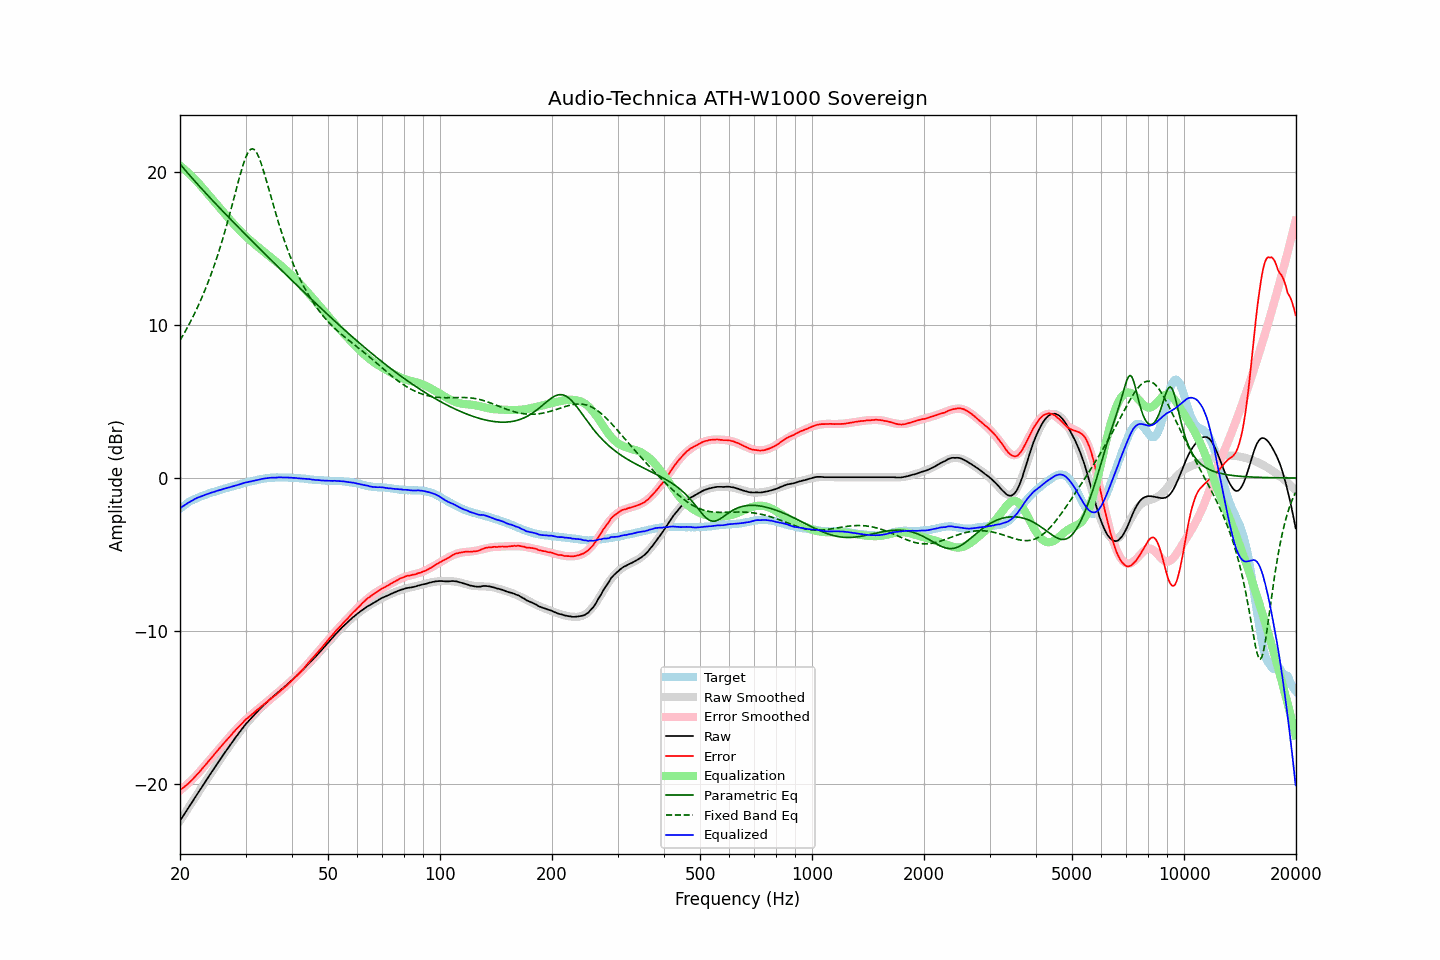 Audio-Technica ATH-W1000 Sovereign
Amplitude (dBr)
20
10
0
−10
−20
Target
Raw Smoothed
Error Smoothed
Raw
Error
Equalization
Parametric Eq
Fixed Band Eq
Equalized
20 50 100 200 500 1000 2000 5000 10000 20000
Frequency (Hz)